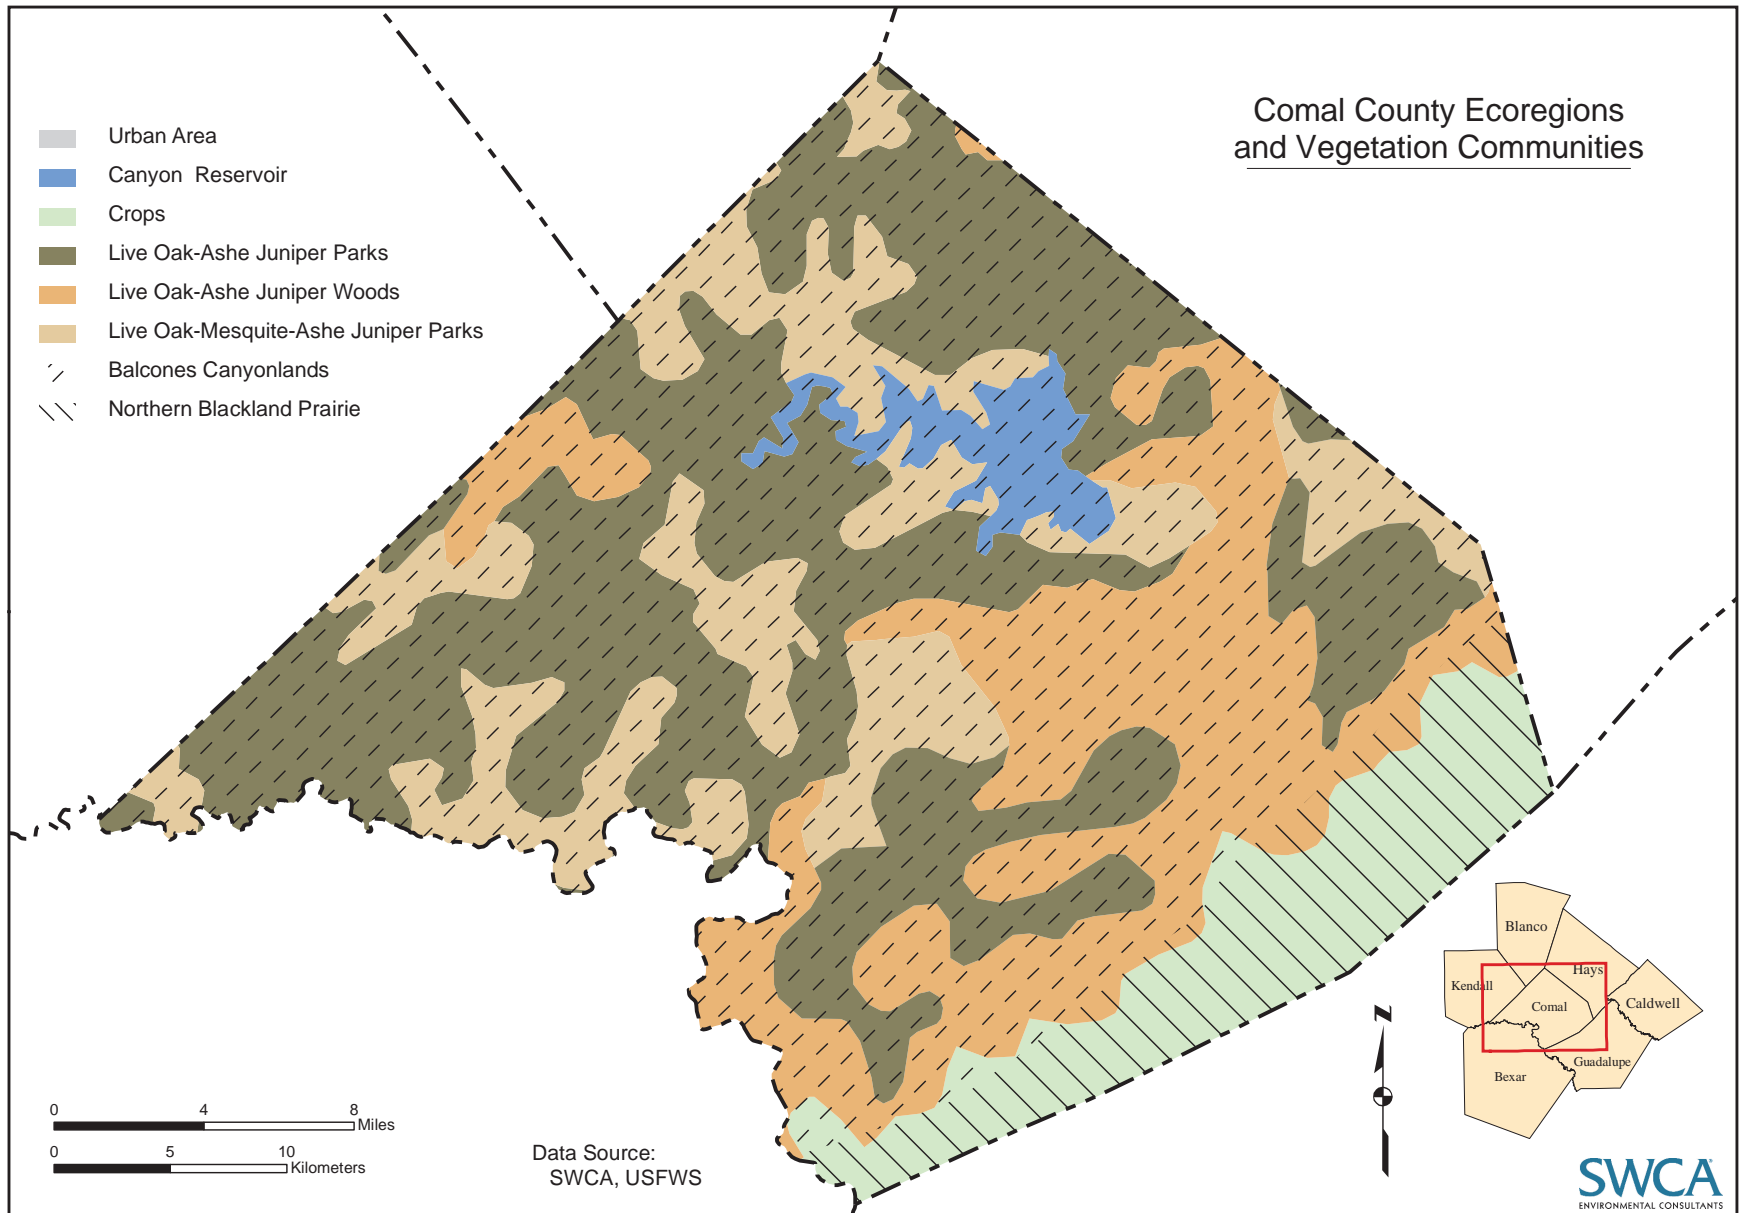 Comal County Ecoregions
and Vegetation Communities
Urban Area
Canyon Reservoir
Crops
Live Oak-Ashe Juniper Parks
Live Oak-Ashe Juniper Woods
Live Oak-Mesquite-Ashe Juniper Parks
Balcones Canyonlands
Northern Blackland Prairie
Blanco
Hays
Kendall
Comal
Caldwell
Guadalupe
Bexar
N
0 4 8
Miles
0 5 10
Kilometers
Data Source:
SWCA, USFWS
SWCA
ENVIRONMENTAL CONSULTANTS